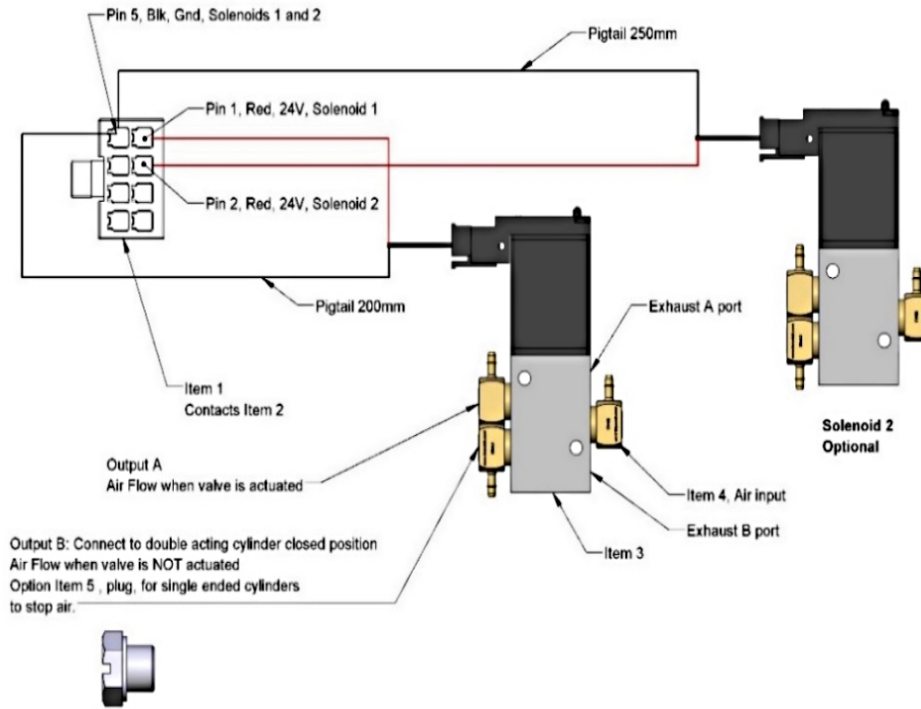 Pin 5, Blk, Gnd, Solenoids 1 and 2
Pigtail 250mm
Pin 1, Red, 24V, Solenoid 1
Pin 2, Red, 24V, Solenoid 2
Pigtail 200mm
Exhaust A port
Item 1
Contacts Item 2
Solenoid 2
Optional
Output A
Air Flow when valve is actuated
Item 4, Air input
Exhaust B port
Item 3
Output B: Connect to double acting cylinder closed position
Air Flow when valve is NOT actuated
Option Item 5 , plug, for single ended cylinders
to stop air.